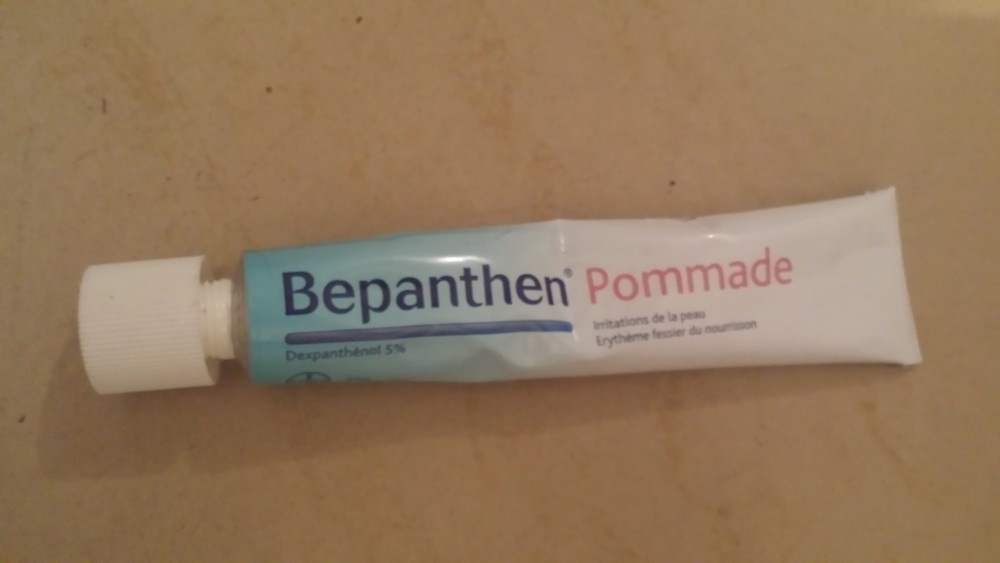 Bepanthen® Pommade
Irritations de la peau
Erythème fessier du nourrisson
Dexpanthénol 5%